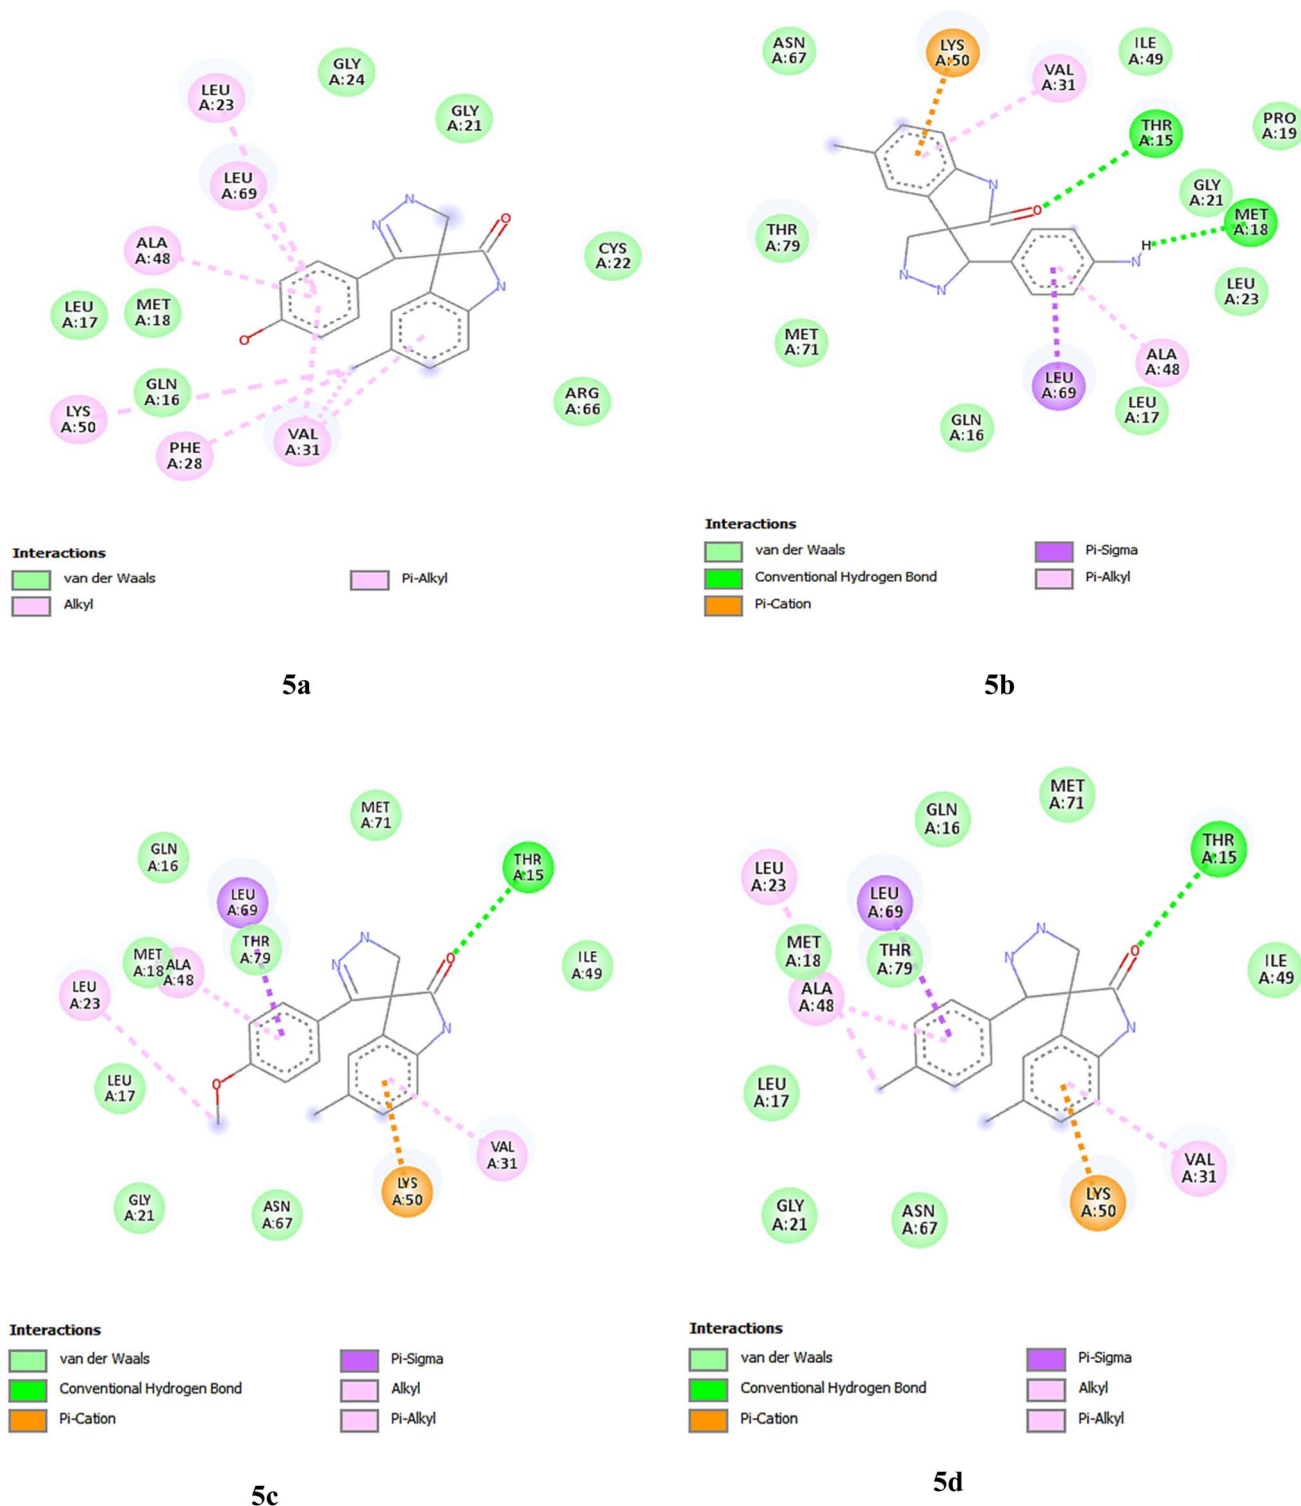 GLY
A:24
LEU
A:23
GLY
A:21
LEU
A:69
N
N
O
ALA
A:48
CYS
A:22
N
LEU
A:17
MET
A:18
O
GLN
A:16
ARG
A:66
LYS
A:50
PHE
A:28
VAL
A:31
Interactions
van der Waals
Alkyl
Pi-Alkyl
5a
ASN
A:67
LYS
A:50
VAL
A:31
ILE
A:49
THR
A:15
PRO
A:19
N
O
GLY
A:21
MET
A:18
THR
A:79
H
N
N
N
LEU
A:23
MET
A:71
ALA
A:48
LEU
A:69
LEU
A:17
GLN
A:16
Interactions
van der Waals
Conventional Hydrogen Bond
Pi-Cation
Pi-Sigma
Pi-Alkyl
5b
MET
A:71
GLN
A:16
THR
A:15
LEU
A:69
THR
A:79
N
N
O
MET
A:18
ALA
A:48
ILE
A:49
LEU
A:23
N
LEU
A:17
O
VAL
A:31
LYS
A:50
GLY
A:21
ASN
A:67
Interactions
van der Waals
Conventional Hydrogen Bond
Pi-Cation
Pi-Sigma
Alkyl
Pi-Alkyl
5c
MET
A:71
GLN
A:16
THR
A:15
LEU
A:23
LEU
A:69
MET
A:18
THR
A:79
N
N
O
ILE
A:49
ALA
A:48
N
LEU
A:17
VAL
A:31
LYS
A:50
GLY
A:21
ASN
A:67
Interactions
van der Waals
Conventional Hydrogen Bond
Pi-Cation
Pi-Sigma
Alkyl
Pi-Alkyl
5d